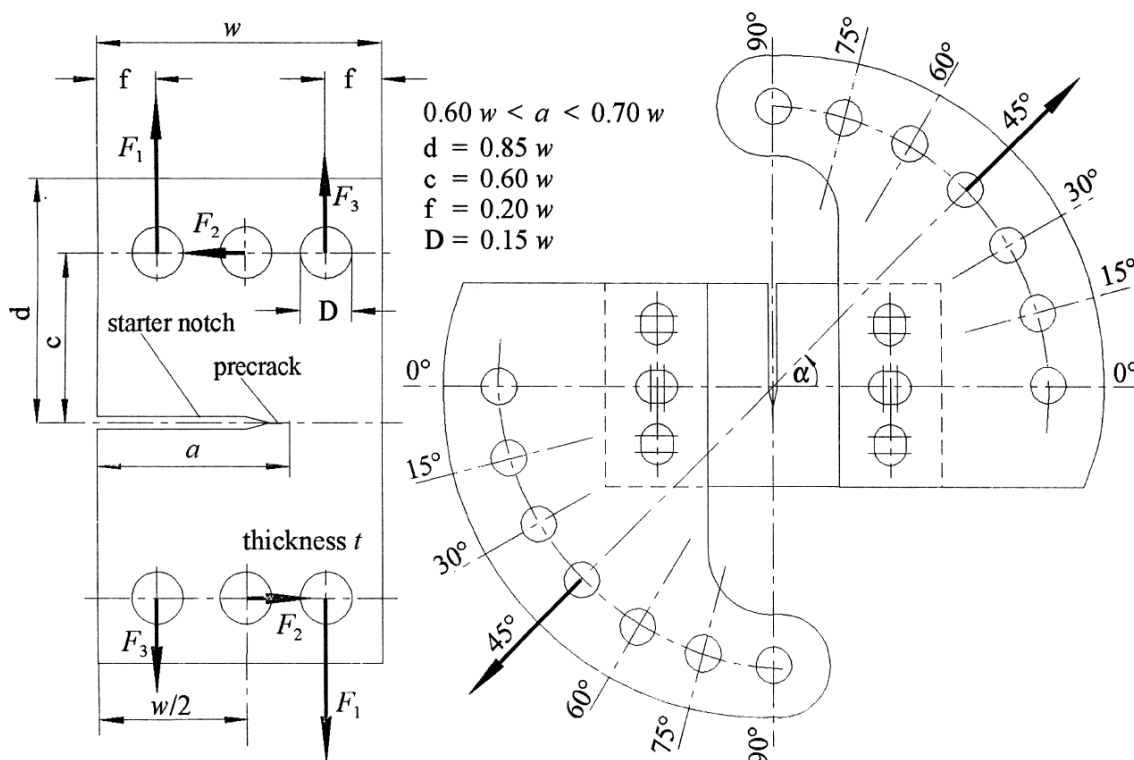 w
f
f
F₁
F₃
F₂
d
c
D
starter notch
precrack
a
thickness t
F₃
F₂
F₁
w/2
0.60 w < a < 0.70 w
d = 0.85 w
c = 0.60 w
f = 0.20 w
D = 0.15 w
90°
75°
60°
45°
30°
15°
0°
α
0°
15°
30°
45°
60°
75°
90°